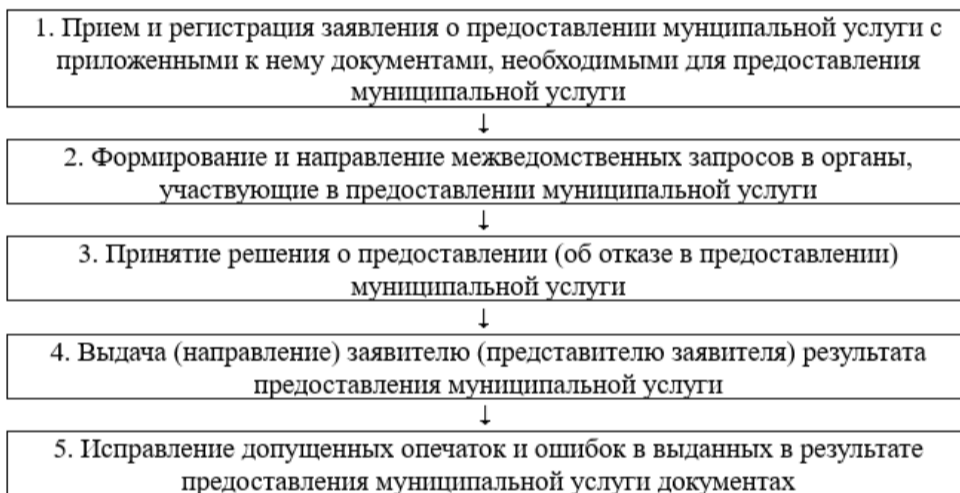 1. Прием и регистрация заявления о предоставлении мунципальной услуги с
приложенными к нему документами, необходимыми для предоставления
муниципальной услуги
↓
2. Формирование и направление межведомственных запросов в органы,
участвующие в предоставлении муниципальной услуги
↓
3. Принятие решения о предоставлении (об отказе в предоставлении)
муниципальной услуги
↓
4. Выдача (направление) заявителю (представителю заявителя) результата
предоставления муниципальной услуги
↓
5. Исправление допущенных опечаток и ошибок в выданных в результате
предоставления муниципальной услуги документах